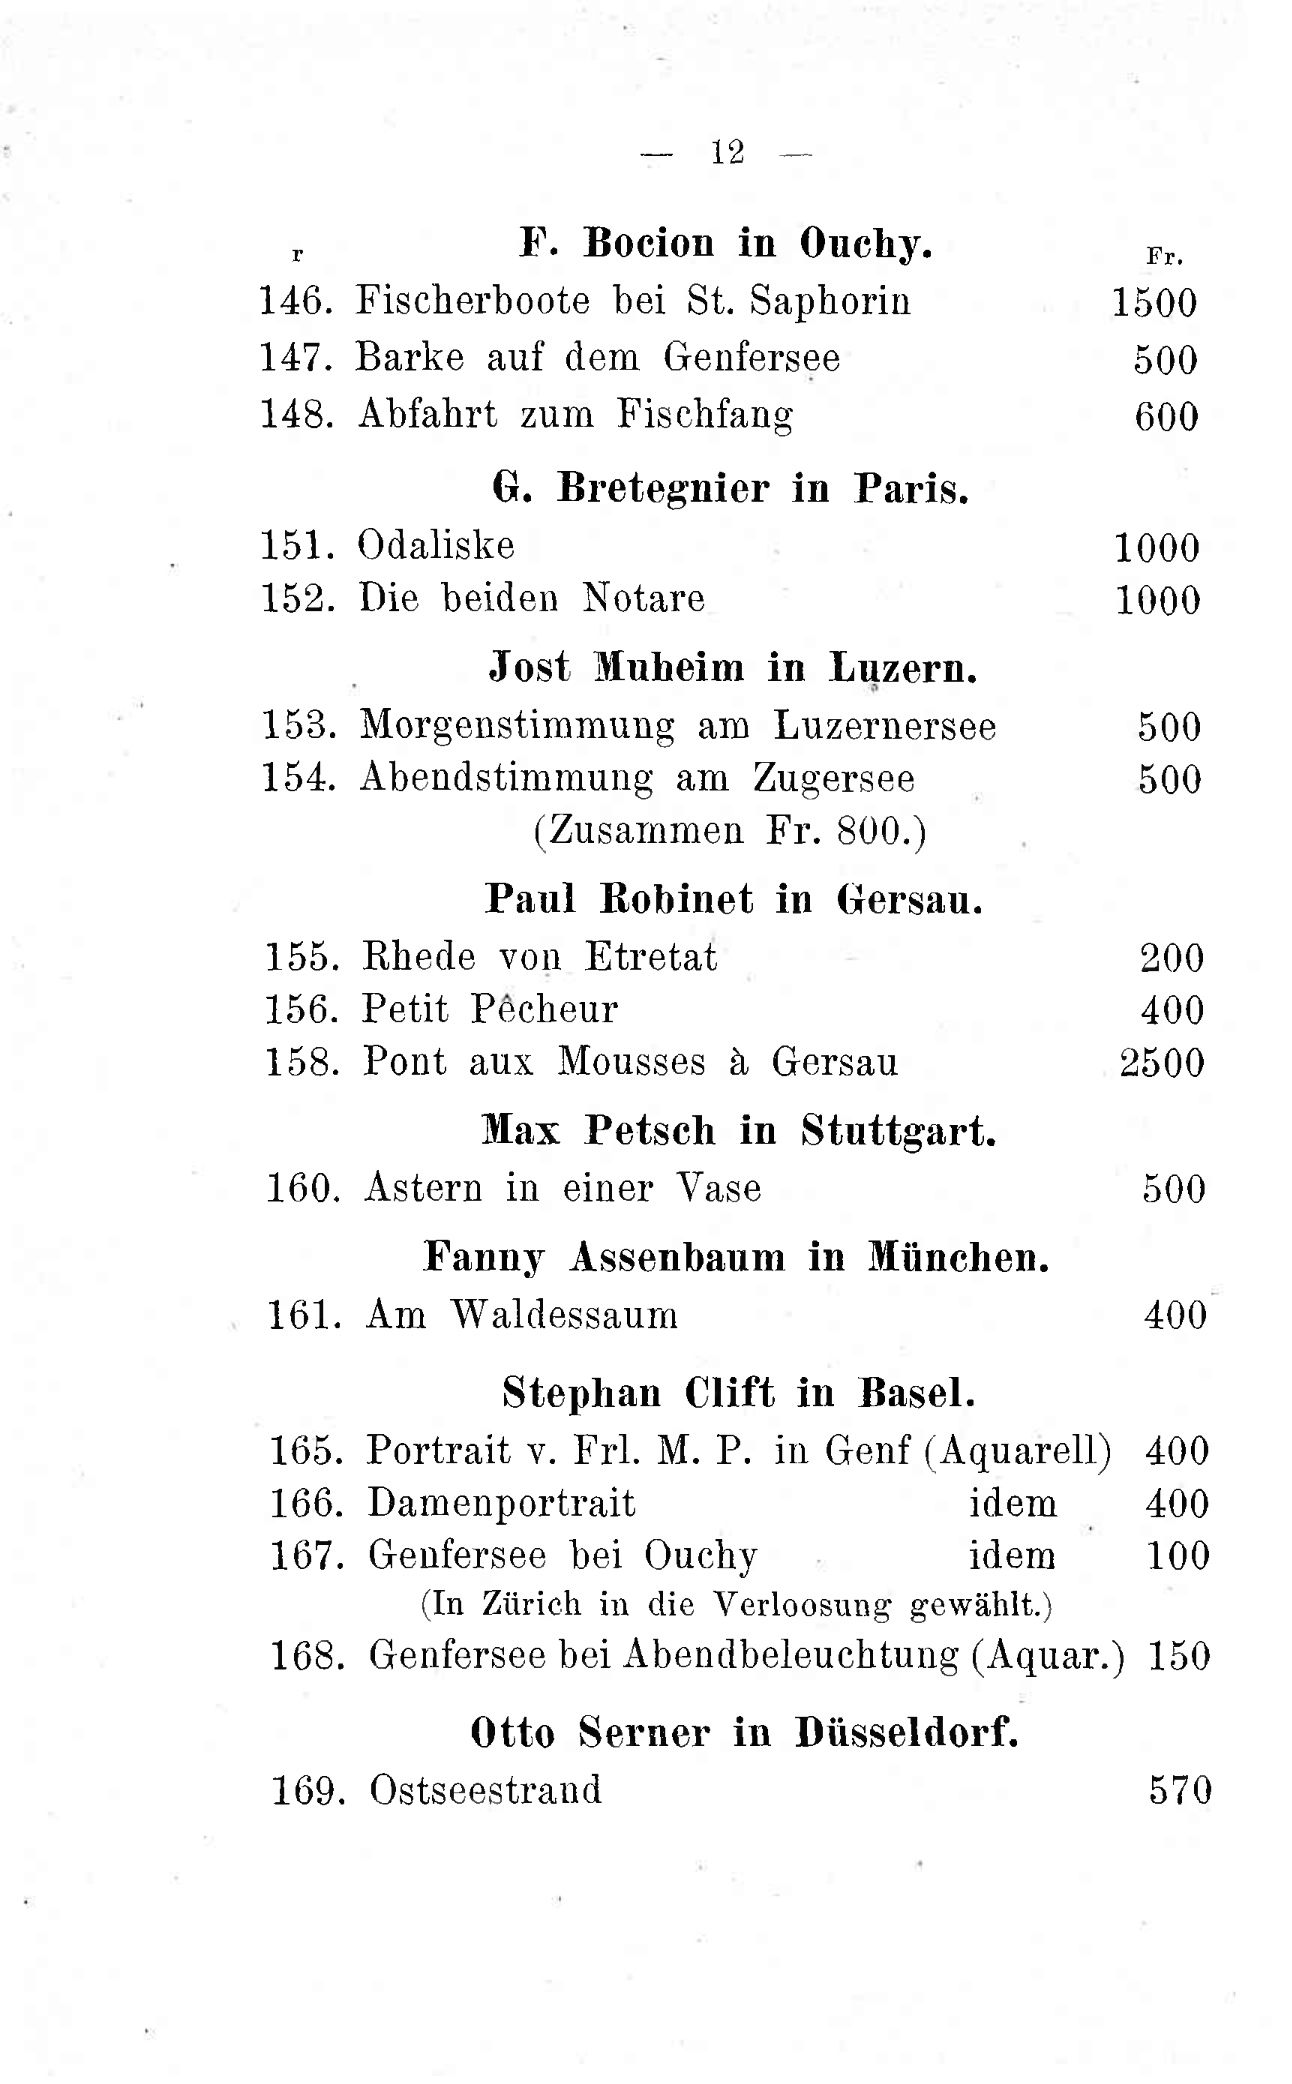 — 12 —
r F. Bocion in Ouchy. Fr.
146. Fischerboote bei St. Saphorin 1500
147. Barke auf dem Genfersee 500
148. Abfahrt zum Fischfang 600
G. Bretegnier in Paris.
151. Odaliske 1000
152. Die beiden Notare 1000
Jost Muheim in Luzern.
153. Morgenstimmung am Luzernersee 500
154. Abendstimmung am Zugersee 500
(Zusammen Fr. 800.)
Paul Robinet in Gersau.
155. Rhede von Etretat 200
156. Petit Pêcheur 400
158. Pont aux Mousses à Gersau 2500
Max Petsch in Stuttgart.
160. Astern in einer Vase 500
Fanny Assenbaum in München.
161. Am Waldessaum 400
Stephan Clift in Basel.
165. Portrait v. Frl. M. P. in Genf (Aquarell) 400
166. Damenportrait idem 400
167. Genfersee bei Ouchy idem 100
(In Zürich in die Verloosung gewählt.)
168. Genfersee bei Abendbeleuchtung (Aquar.) 150
Otto Serner in Düsseldorf.
169. Ostseestrand 570